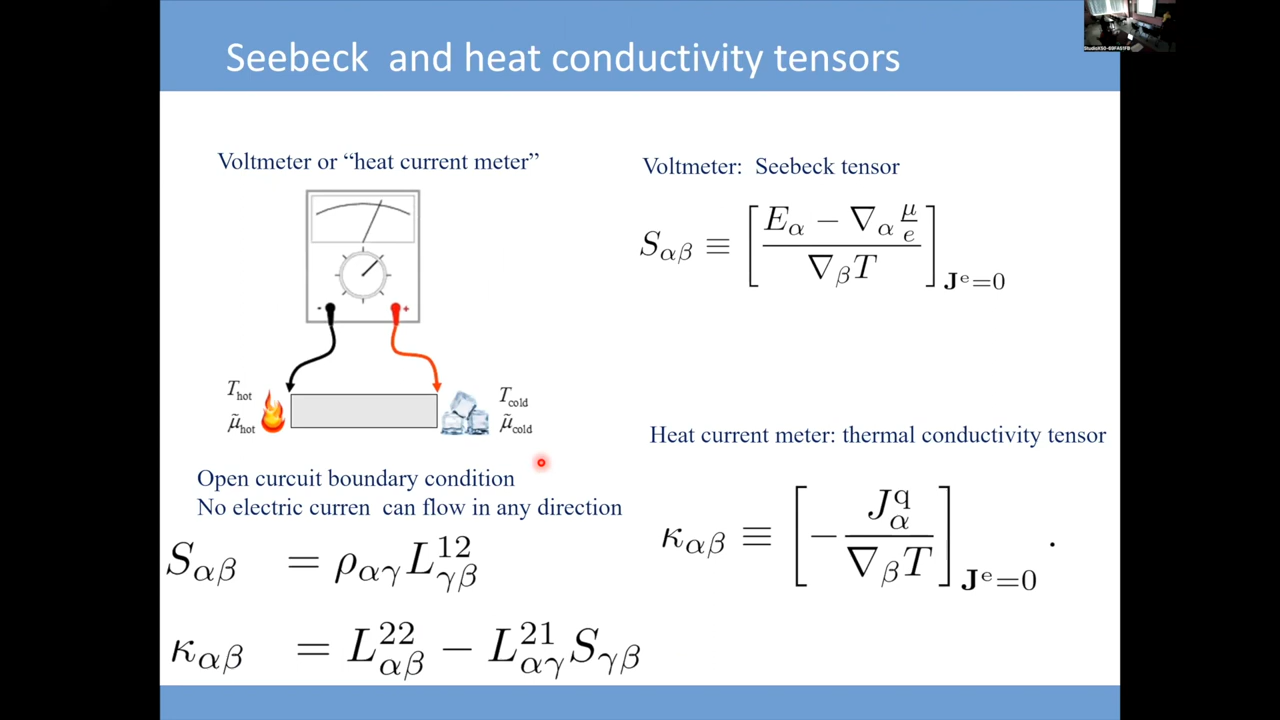 Seebeck and heat conductivity tensors
Voltmeter or “heat current meter”
- +
T_hot
μ̃_hot
T_cold
μ̃_cold
Open curcuit boundary condition
No electric curren can flow in any direction
S_{αβ} = ρ_{αγ} L^{12}_{γβ}
κ_{αβ} = L^{22}_{αβ} − L^{21}_{αγ} S_{γβ}
Voltmeter: Seebeck tensor
S_{αβ} ≡ [ (E_α − ∇_α μ/e) / (∇_β T) ]_{J^e=0}
Heat current meter: thermal conductivity tensor
κ_{αβ} ≡ [ − J^q_α / (∇_β T) ]_{J^e=0} .